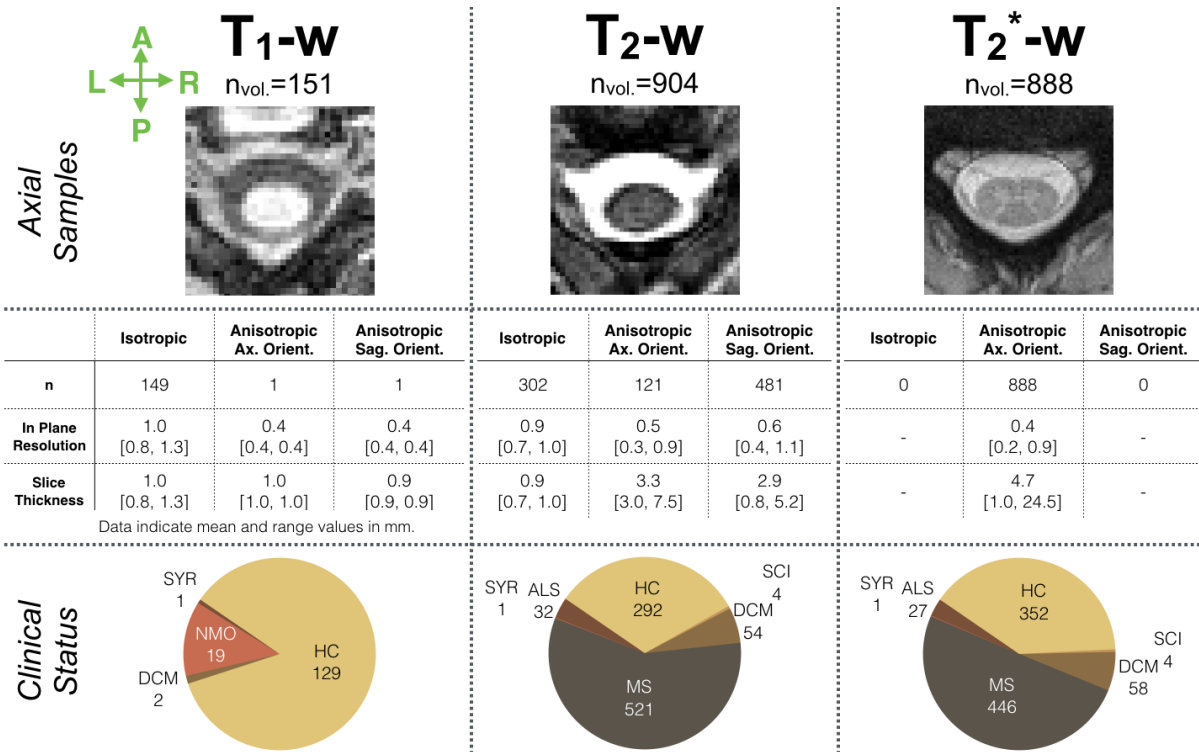 T1-w
nvol.=151
T2-w
nvol.=904
T2*-w
nvol.=888
A
L R
P
Axial
Samples
Isotropic
Anisotropic
Ax. Orient.
Anisotropic
Sag. Orient.
Isotropic
Anisotropic
Ax. Orient.
Anisotropic
Sag. Orient.
Isotropic
Anisotropic
Ax. Orient.
Anisotropic
Sag. Orient.
n 149 1 1 302 121 481 0 888 0
In Plane
Resolution
1.0 0.4 0.4 0.9 0.5 0.6 - 0.4 -
[0.8, 1.3] [0.4, 0.4] [0.4, 0.4] [0.7, 1.0] [0.3, 0.9] [0.4, 1.1] [0.2, 0.9]
Slice
Thickness
1.0 1.0 0.9 0.9 3.3 2.9 - 4.7 -
[0.8, 1.3] [1.0, 1.0] [0.9, 0.9] [0.7, 1.0] [3.0, 7.5] [0.8, 5.2] [1.0, 24.5]
Data indicate mean and range values in mm.
Clinical
Status
SYR
1
NMO
19
DCM
2
HC
129
SYR
1
ALS
32
HC
292
SCI
4
DCM
54
MS
521
SYR
1
ALS
27
HC
352
SCI
4
DCM
58
MS
446